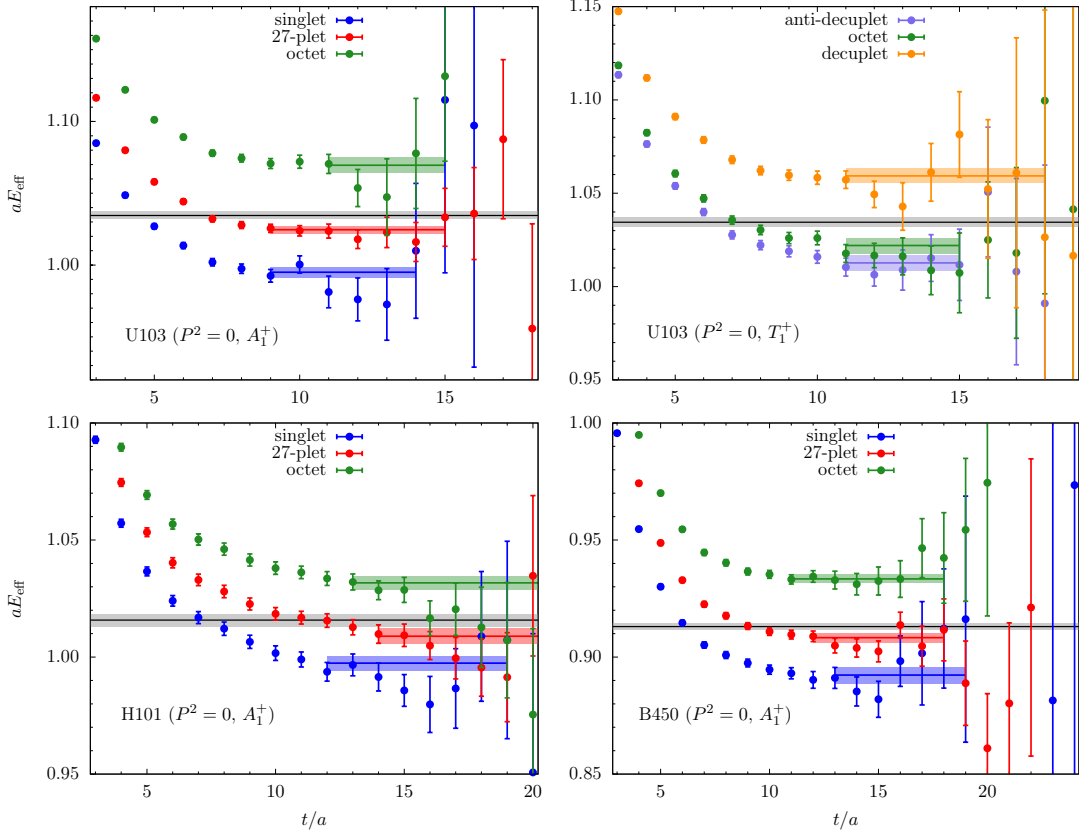 singlet
27-plet
octet
1.10
1.00
aE_eff
U103 (P² = 0, A₁⁺)
5
10
15
anti-decuplet
octet
decuplet
1.15
1.10
1.05
1.00
0.95
U103 (P² = 0, T₁⁺)
5
10
15
singlet
27-plet
octet
1.10
1.05
1.00
0.95
aE_eff
H101 (P² = 0, A₁⁺)
5
10
15
20
t/a
singlet
27-plet
octet
1.00
0.95
0.90
0.85
B450 (P² = 0, A₁⁺)
5
10
15
20
t/a